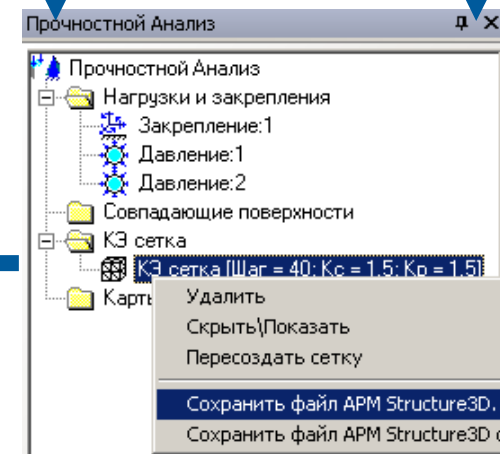 Прочностной Анализ
Прочностной Анализ
Нагрузки и закрепления
Закрепление:1
Давление:1
Давление:2
Совпадающие поверхности
КЭ сетка
КЭ сетка [Шаг = 40; Кс = 1.5; Кр = 1.5]
Удалить
Скрыть\Показать
Пересоздать сетку
Сохранить файл APM Structure3D.
Сохранить файл APM Structure3D